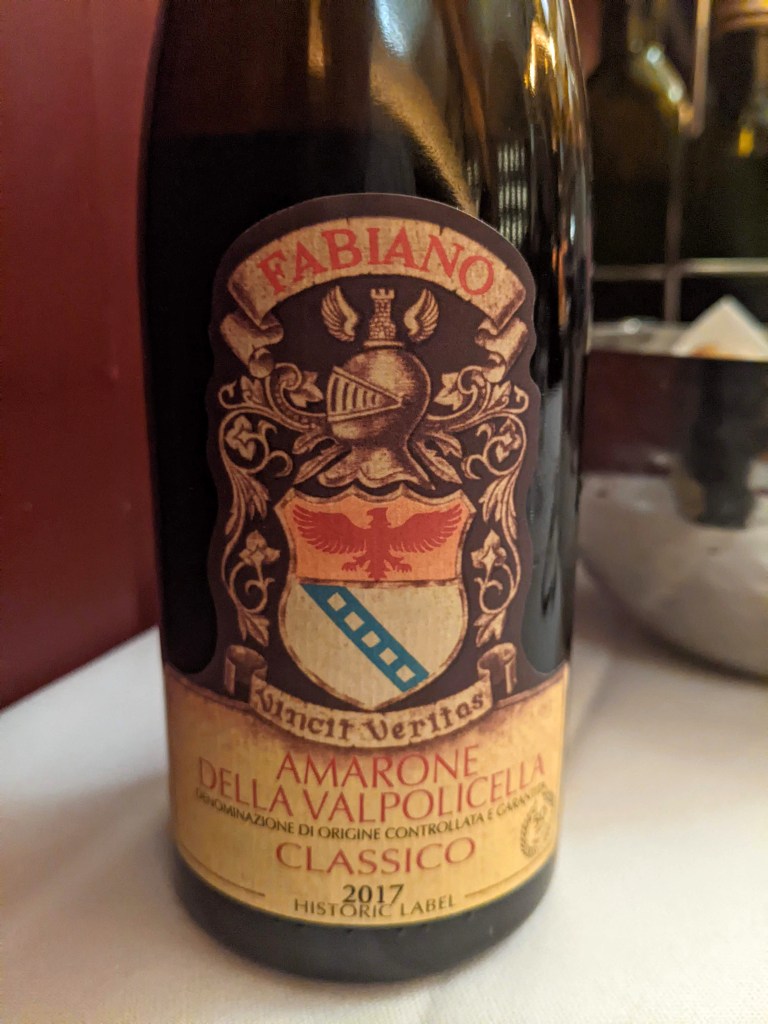 FABIANO
Vincit Veritas
AMARONE
DELLA VALPOLICELLA
DENOMINAZIONE DI ORIGINE CONTROLLATA E GARANTITA
CLASSICO
2017
HISTORIC LABEL